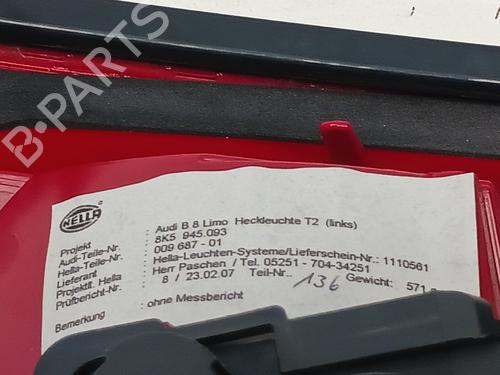 B-PARTS
HELLA
Projekt : Audi B 8 Limo Heckleuchte T2 (links)
Audi-Teile-Nr. : 8K5 945.093
Hella-Teile-Nr. : 009 687 - 01
Lieferant : Hella-Leuchten-Systeme/Lieferschein-Nr.: 1110561
Projektlt. Hella : Herr Paschen / Tel. 05251 - 704-34251
Prüfbericht-Nr. : 8 / 23.02.07 Teil-Nr.: 136 Gewicht: 571
Bemerkung : ohne Messbericht